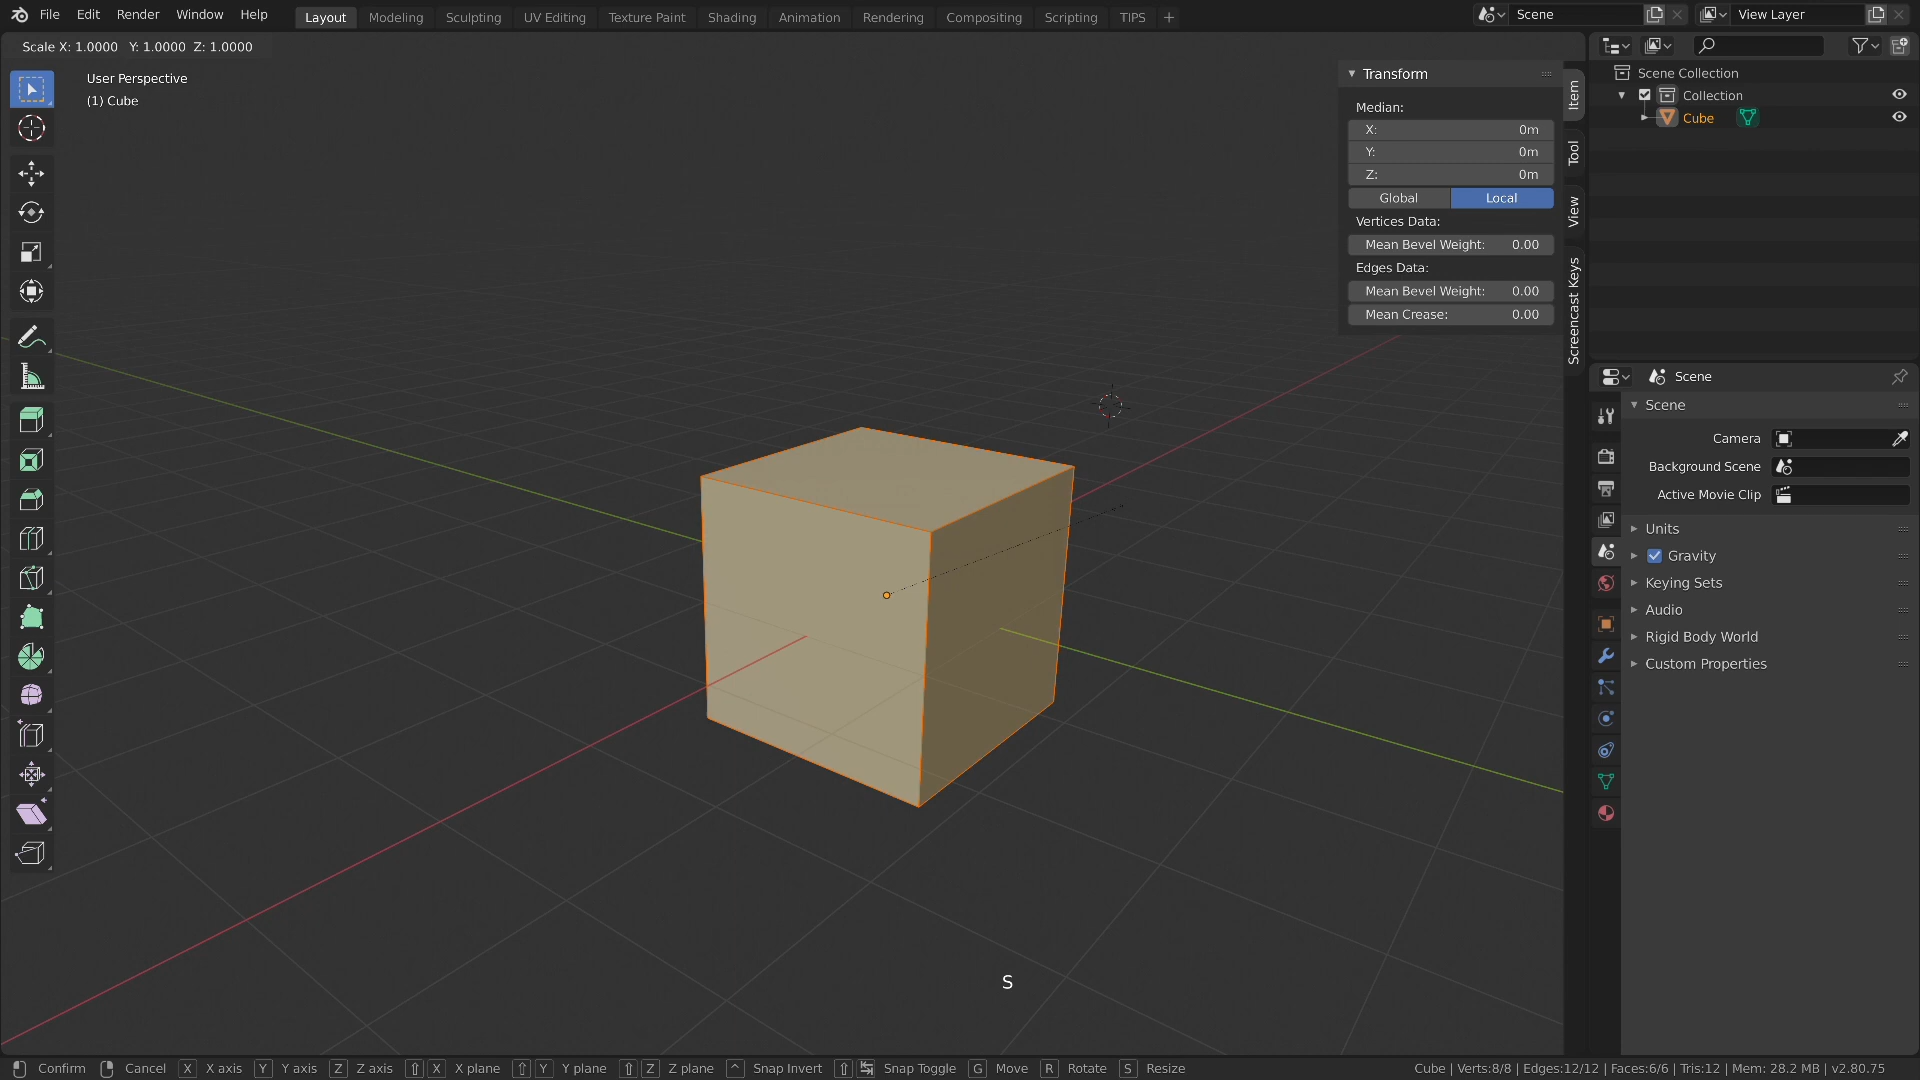 File Edit Render Window Help Layout Modeling Sculpting UV Editing Texture Paint Shading Animation Rendering Compositing Scripting TIPS + Scene View Layer
Scale X: 1.0000 Y: 1.0000 Z: 1.0000
User Perspective
(1) Cube
Transform
Median:
X: 0m
Y: 0m
Z: 0m
Global Local
Vertices Data:
Mean Bevel Weight: 0.00
Edges Data:
Mean Bevel Weight: 0.00
Mean Crease: 0.00
Item
Tool
View
Screencast Keys
Scene Collection
Collection
Cube
Scene
Scene
Camera
Background Scene
Active Movie Clip
Units
Gravity
Keying Sets
Audio
Rigid Body World
Custom Properties
S
Confirm Cancel X X axis Y Y axis Z Z axis X X plane Y Y plane Z Z plane ^ Snap Invert Snap Toggle G Move R Rotate S Resize Cube | Verts:8/8 | Edges:12/12 | Faces:6/6 | Tris:12 | Mem: 28.2 MB | v2.80.75